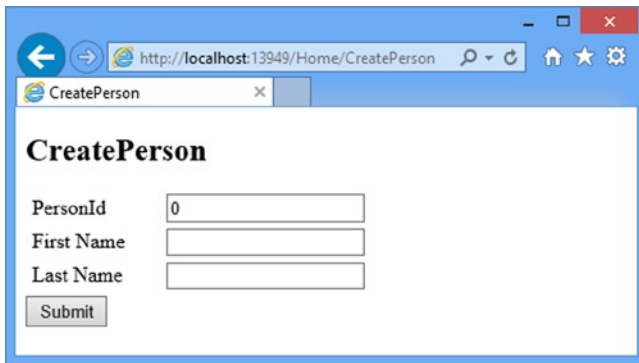 http://localhost:13949/Home/CreatePerson
CreatePerson
CreatePerson
PersonId 0
First Name
Last Name
Submit